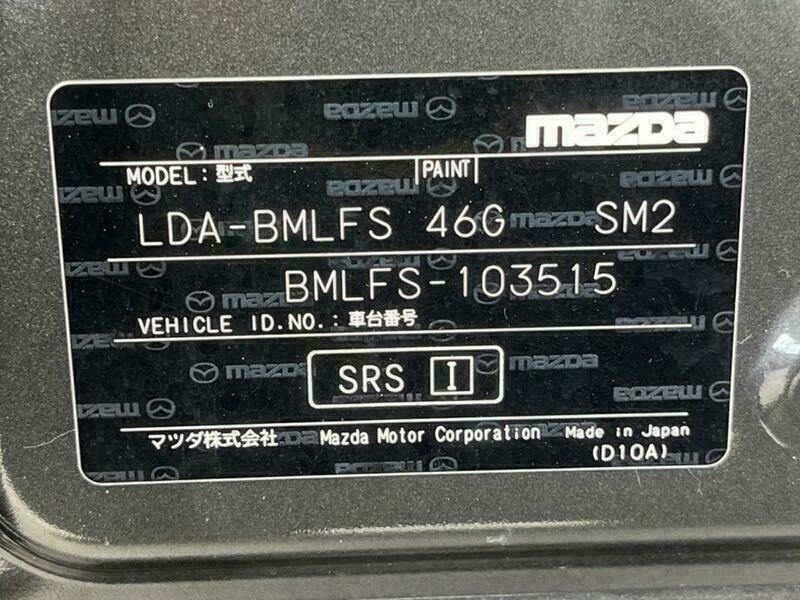 mazda
MODEL:型式 PAINT
LDA-BMLFS 46G SM2
BMLFS-103515
VEHICLE ID.NO.:車台番号
SRS I
マツダ株式会社 Mazda Motor Corporation Made in Japan
(D10A)